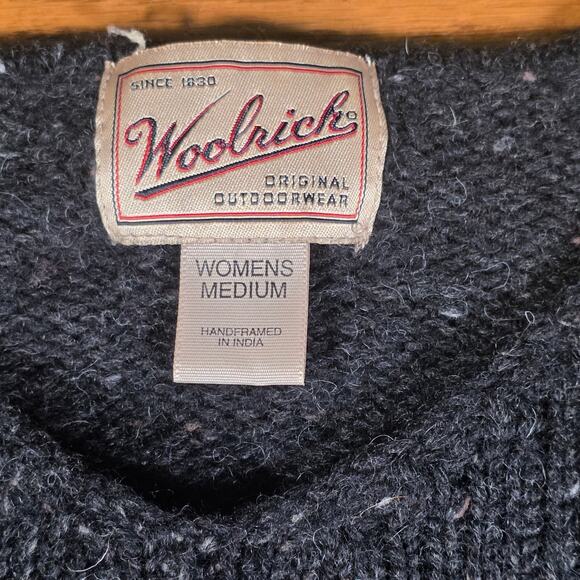 SINCE 1830
Woolrich®
ORIGINAL
OUTDOORWEAR
WOMENS
MEDIUM
HANDFRAMED
IN INDIA